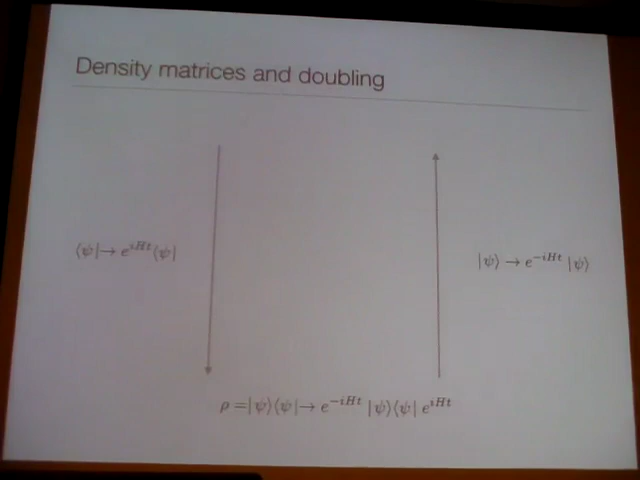 Density matrices and doubling
⟨ψ|→ e^{iHt}⟨ψ|
|ψ⟩ → e^{−iHt} |ψ⟩
ρ =|ψ⟩⟨ψ|→ e^{−iHt} |ψ⟩⟨ψ| e^{iHt}